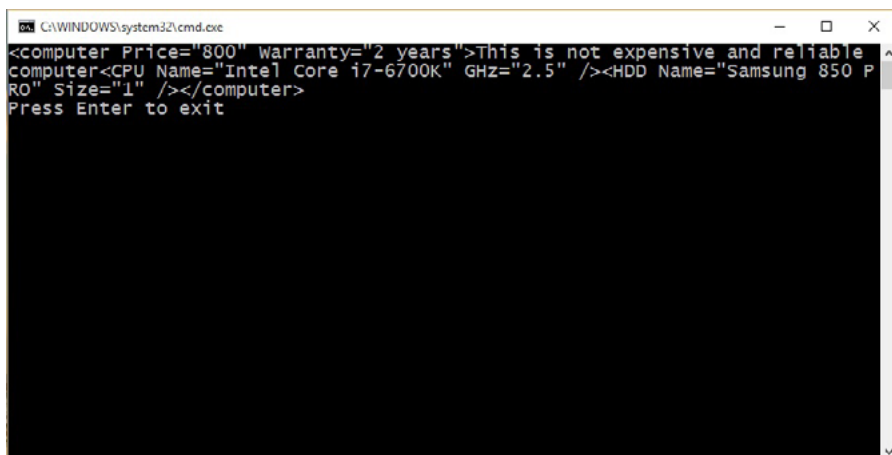 C:\WINDOWS\system32\cmd.exe
<computer Price="800" Warranty="2 years">This is not expensive and reliable
computer<CPU Name="Intel Core i7-6700K" GHz="2.5" /><HDD Name="Samsung 850 P
RO" Size="1" /></computer>
Press Enter to exit